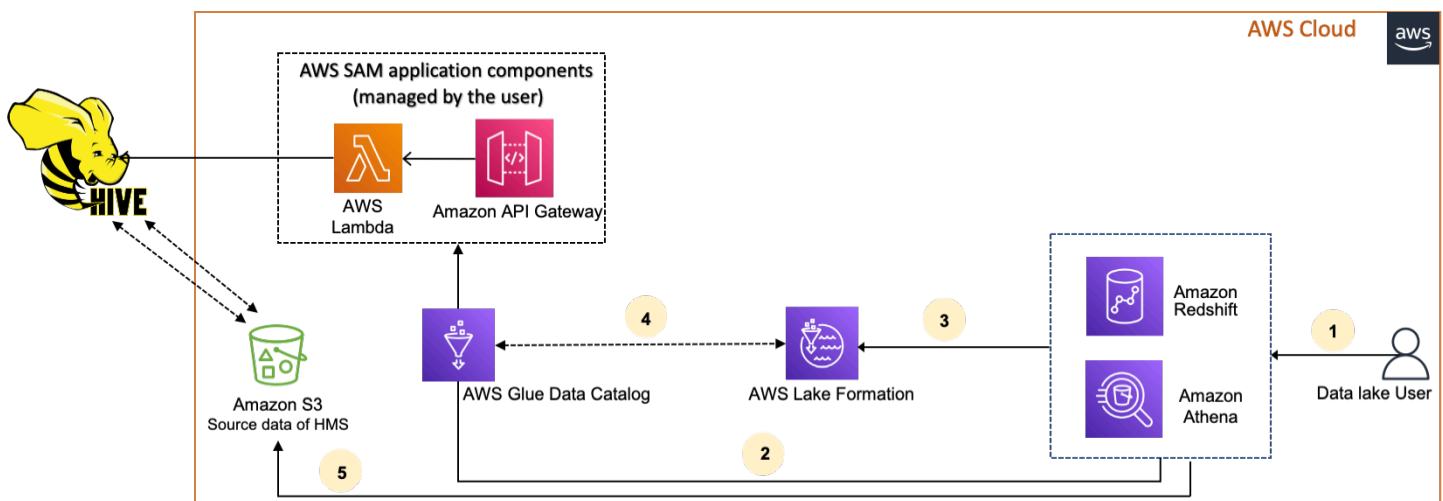 AWS Cloud
aws
AWS SAM application components
(managed by the user)
HIVE
AWS
Lambda
Amazon API Gateway
Amazon
Redshift
4
3
1
AWS Glue Data Catalog
AWS Lake Formation
Amazon
Athena
Data lake User
Amazon S3
Source data of HMS
2
5